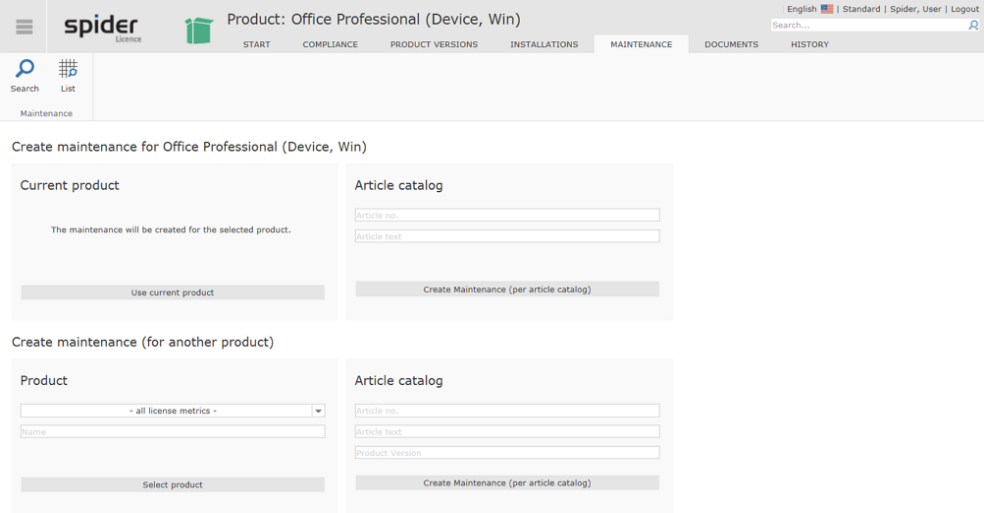 English | Standard | Spider, User | Logout
spider
Licence
Product: Office Professional (Device, Win)
Search...
START COMPLIANCE PRODUCT VERSIONS INSTALLATIONS MAINTENANCE DOCUMENTS HISTORY
Search List
Maintenance
Create maintenance for Office Professional (Device, Win)
Current product
The maintenance will be created for the selected product.
Use current product
Article catalog
Article no.
Article text
Create Maintenance (per article catalog)
Create maintenance (for another product)
Product
- all license metrics -
Name
Select product
Article catalog
Article no.
Article text
Product Version
Create Maintenance (per article catalog)